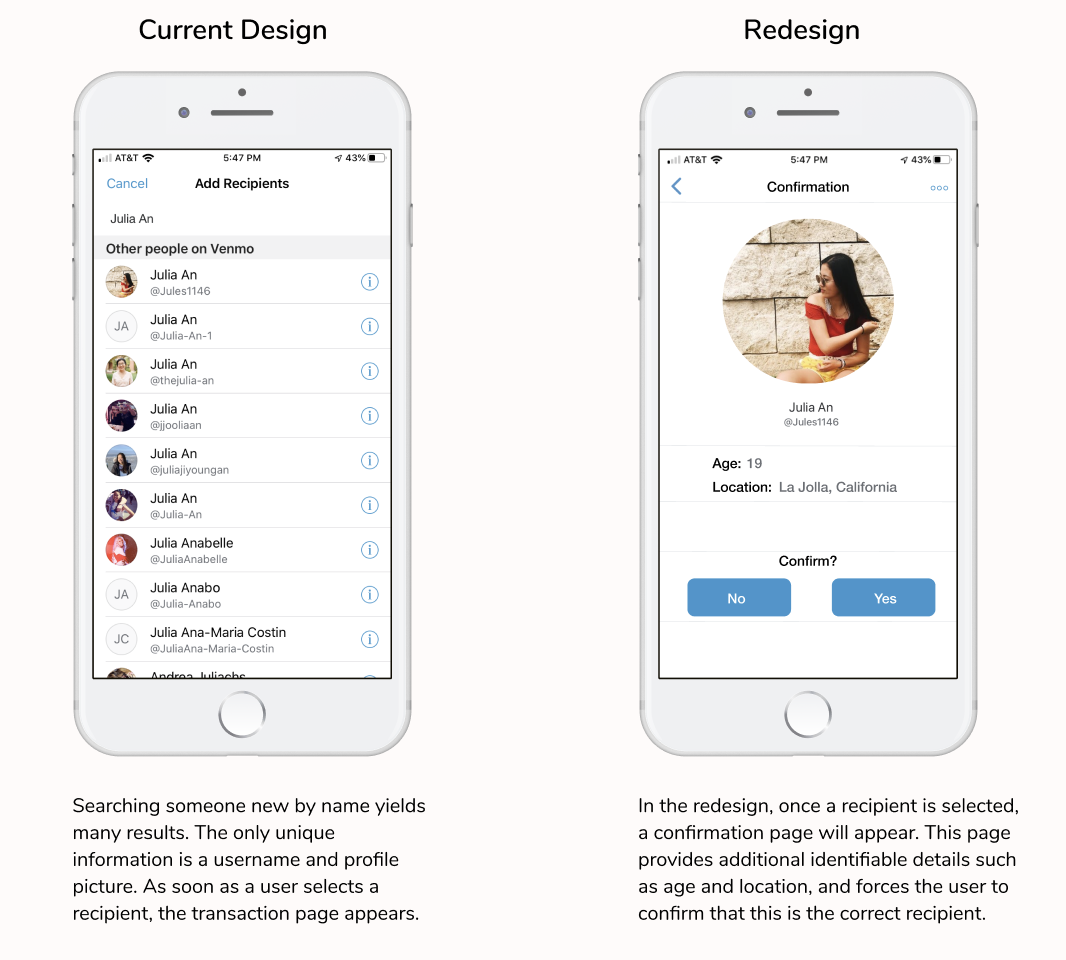 Current Design
AT&T 5:47 PM 43%
Cancel Add Recipients
Julia An
Other people on Venmo
Julia An
@Jules1146
JA
Julia An
@Julia-An-1
Julia An
@thejulia-an
Julia An
@jjooliaan
Julia An
@juliajiyoungan
Julia An
@Julia-An
Julia Anabelle
@JuliaAnabelle
JA
Julia Anabo
@Julia-Anabo
JC
Julia Ana-Maria Costin
@JuliaAna-Maria-Costin
Andrea Juliachs
Searching someone new by name yields
many results. The only unique
information is a username and profile
picture. As soon as a user selects a
recipient, the transaction page appears.
Redesign
AT&T 5:47 PM 43%
Confirmation
Julia An
@Jules1146
Age: 19
Location: La Jolla, California
Confirm?
No Yes
In the redesign, once a recipient is selected,
a confirmation page will appear. This page
provides additional identifiable details such
as age and location, and forces the user to
confirm that this is the correct recipient.